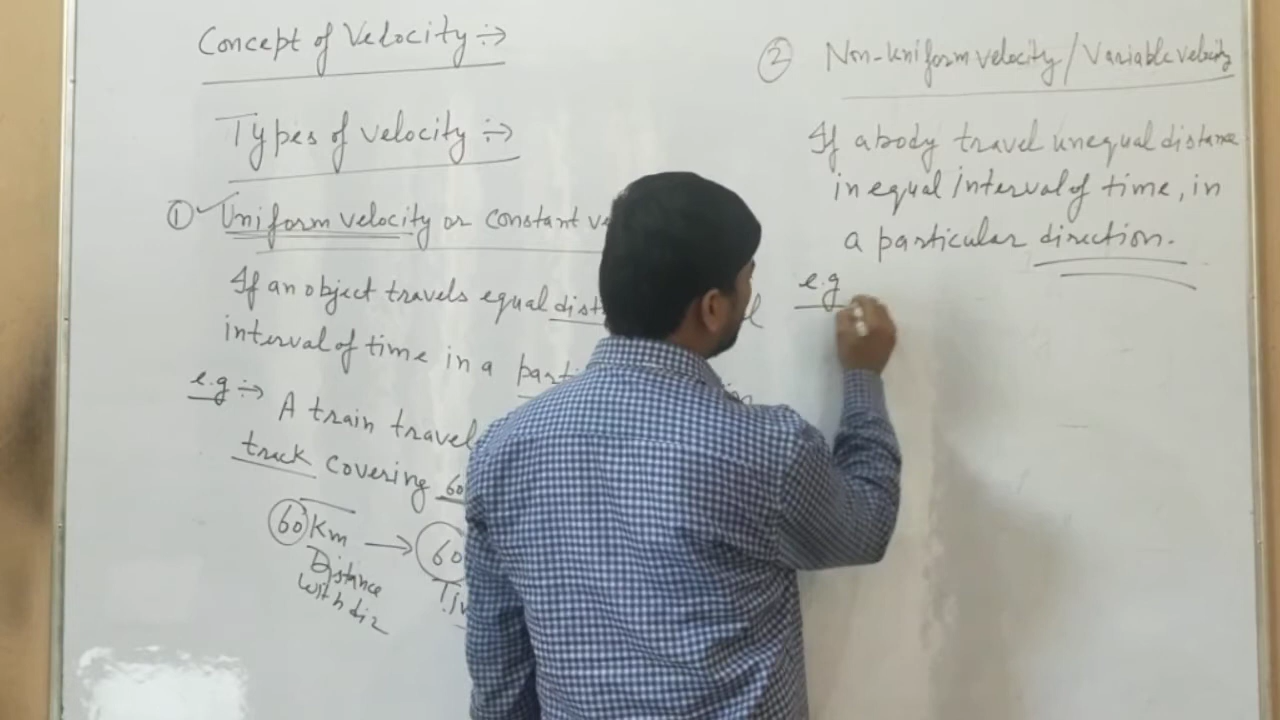 Concept of Velocity :->
Types of velocity :->
① Uniform velocity or constant
If an object travels equal
interval of time in a
e.g :-> A train travel
track covering 60
60 Km → 60
Distance
with dir
② Non-Uniform velocity / Variable velocity
If a body travel unequal distance
in equal interval of time, in
a particular direction.
e.g